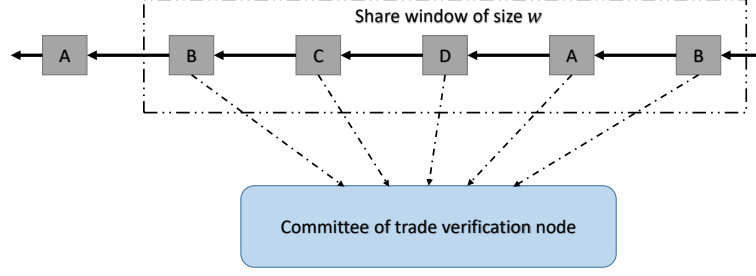 Share window of size w
A B C D A B
Committee of trade verification node